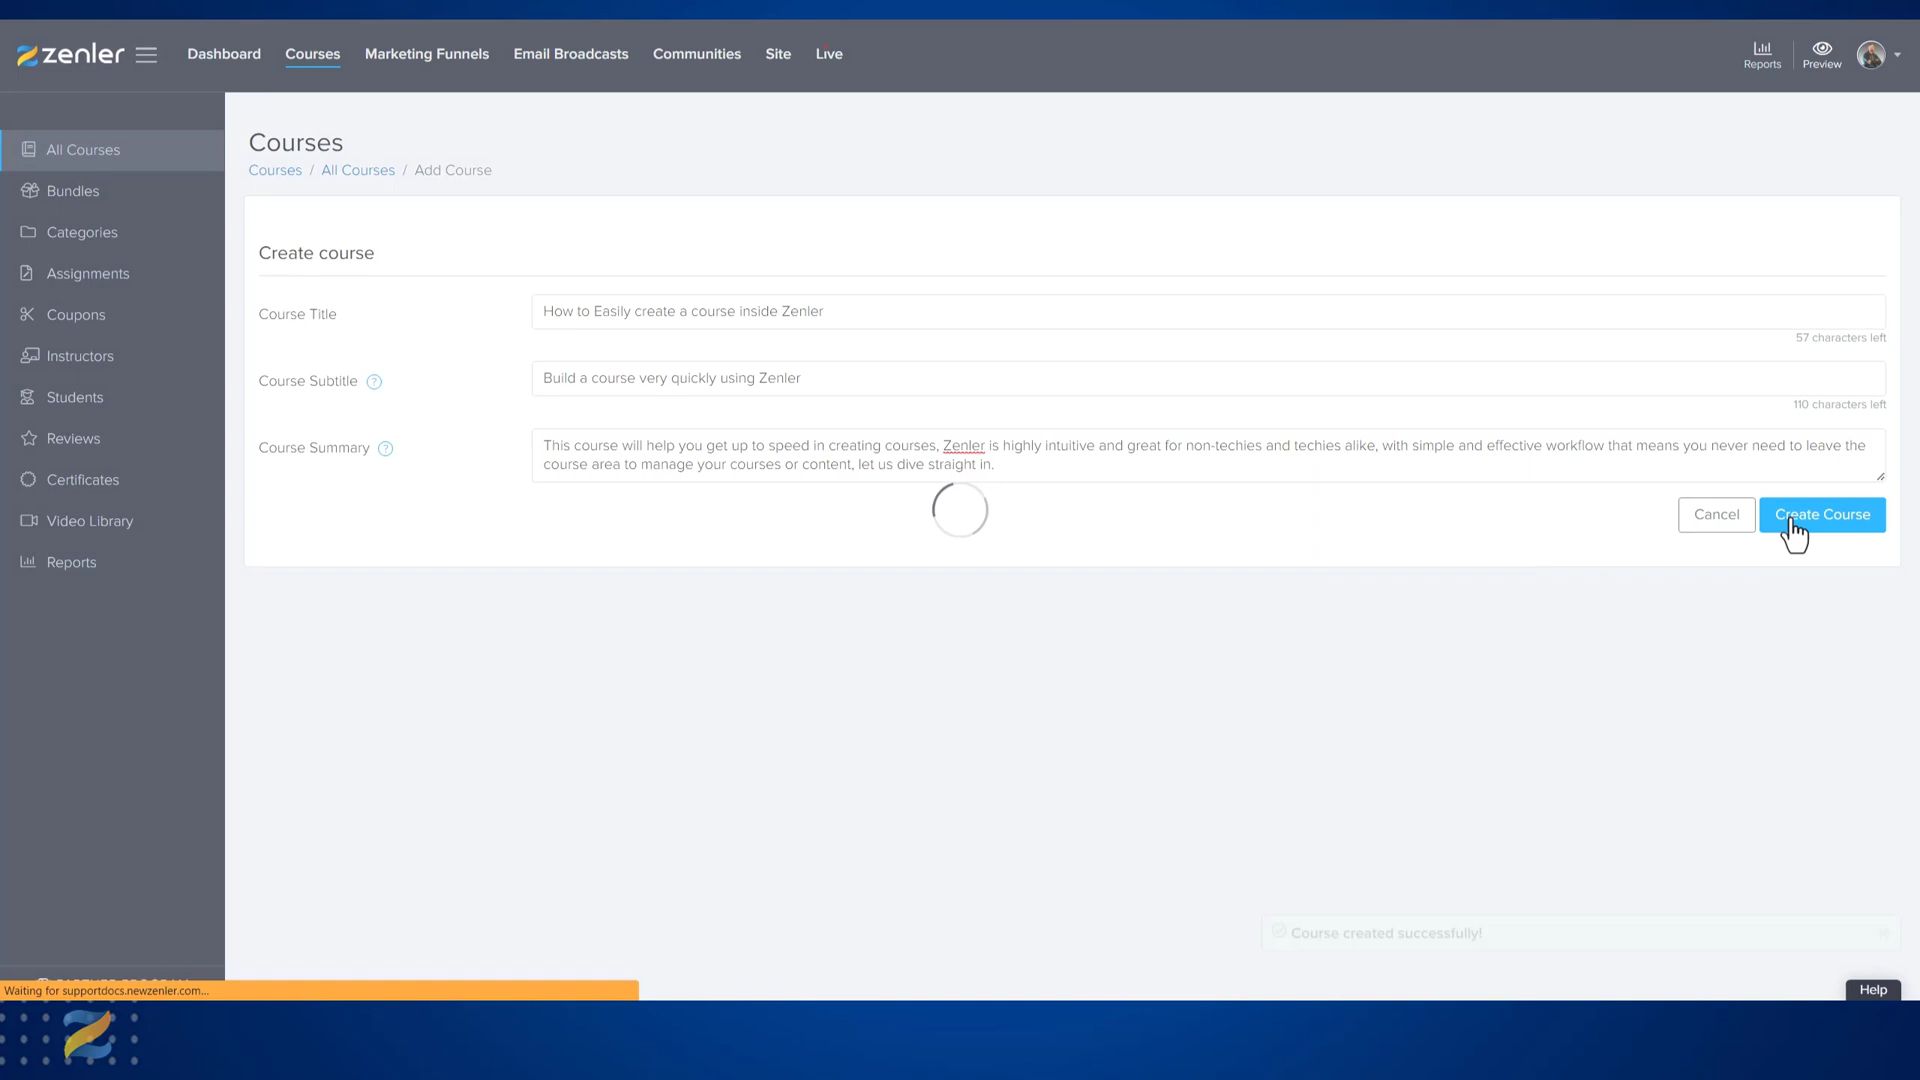 zenler
Dashboard
Courses
Marketing Funnels
Email Broadcasts
Communities
Site
Live
Reports
Preview
All Courses
Bundles
Categories
Assignments
Coupons
Instructors
Students
Reviews
Certificates
Video Library
Reports
Courses
Courses / All Courses / Add Course
Create course
Course Title
How to Easily create a course inside Zenler
57 characters left
Course Subtitle ?
Build a course very quickly using Zenler
110 characters left
Course Summary ?
This course will help you get up to speed in creating courses, Zenler is highly intuitive and great for non-techies and techies alike, with simple and effective workflow that means you never need to leave the
course area to manage your courses or content, let us dive straight in.
Cancel
Create Course
Course created successfully!
Waiting for supportdocs.newzenler.com...
Help